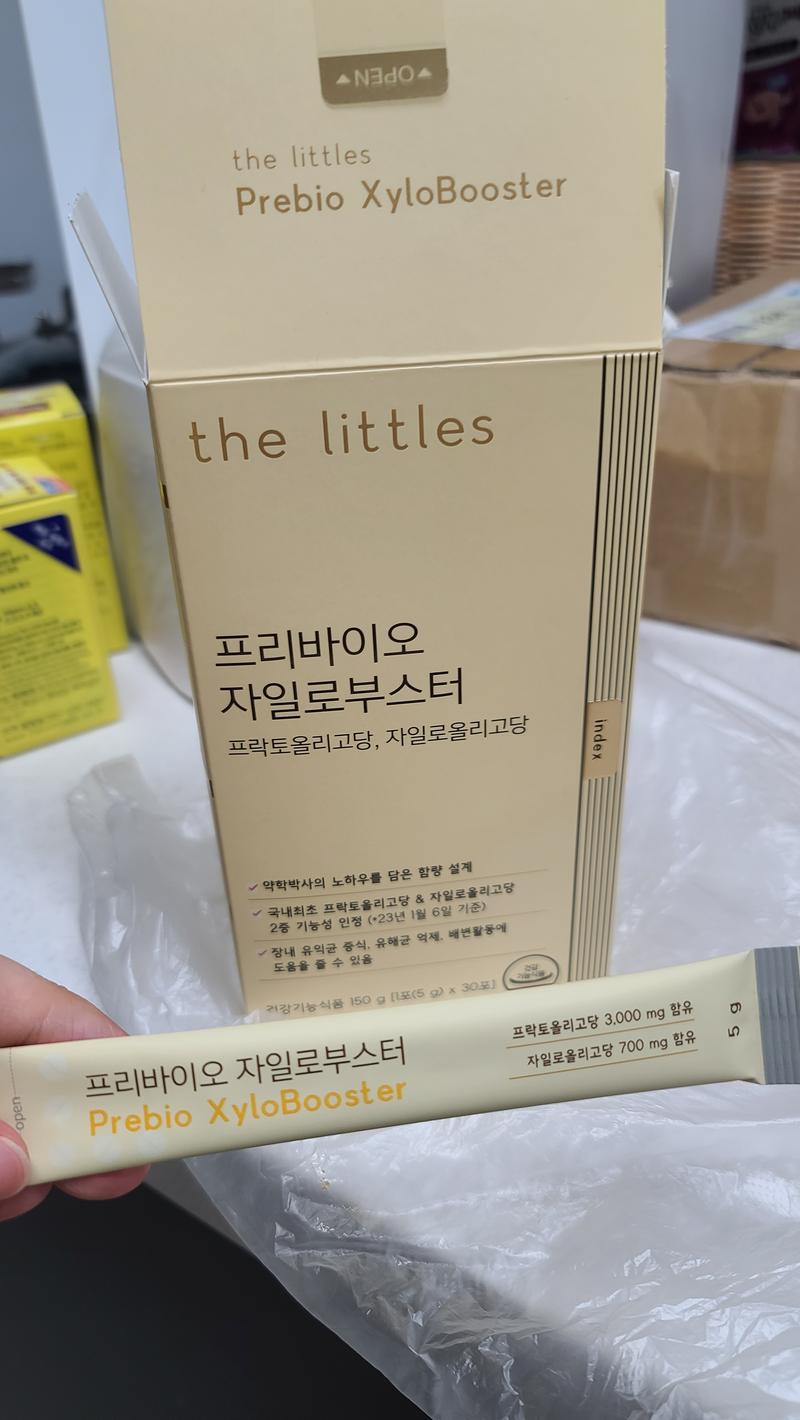 ▲OPEN▲
the littles
Prebio XyloBooster
the littles
프리바이오
자일로부스터
프락토올리고당, 자일로올리고당
index
✓ 약학박사의 노하우를 담은 함량 설계
✓ 국내최초 프락토올리고당 & 자일로올리고당
2중 기능성 인정 (*23년 1월 6일 기준)
✓ 장내 유익균 증식, 유해균 억제, 배변활동에
도움을 줄 수 있음
건강기능식품 150 g [1포(5 g) x 30포]
건강
기능식품
open
프리바이오 자일로부스터
Prebio XyloBooster
프락토올리고당 3,000 mg 함유
자일로올리고당 700 mg 함유
5 g